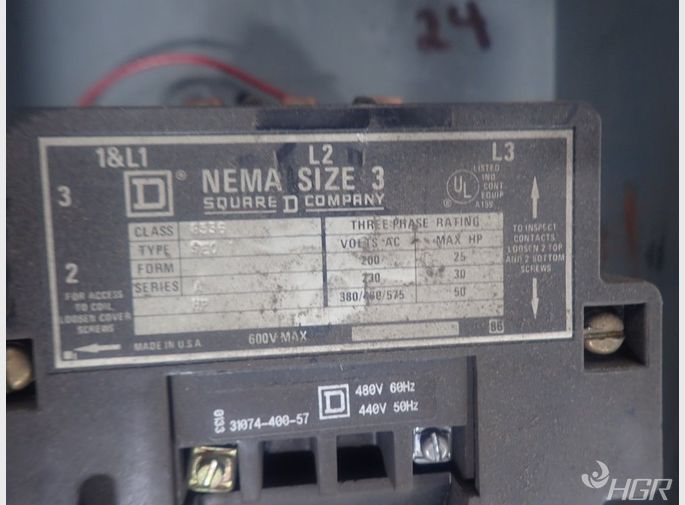 24
1&L1 L2 L3
3 D ® NEMA SIZE 3 UL ® LISTED IND. CONT. EQUIP.
SQUARE D COMPANY
CLASS 8536 THREE PHASE RATING
TYPE VOLTS AC MAX HP
FORM 200 25
SERIES A 230 30
380/460/575 50
2
FOR ACCESS
TO COIL
LOOSEN COVER
SCREWS
TO INSPECT
CONTACTS
LOOSEN 2 TOP
AND 2 BOTTOM
SCREWS
MADE IN U.S.A. 600V MAX
D 480V 60Hz
0133 31074-400-57 440V 50Hz
HGR